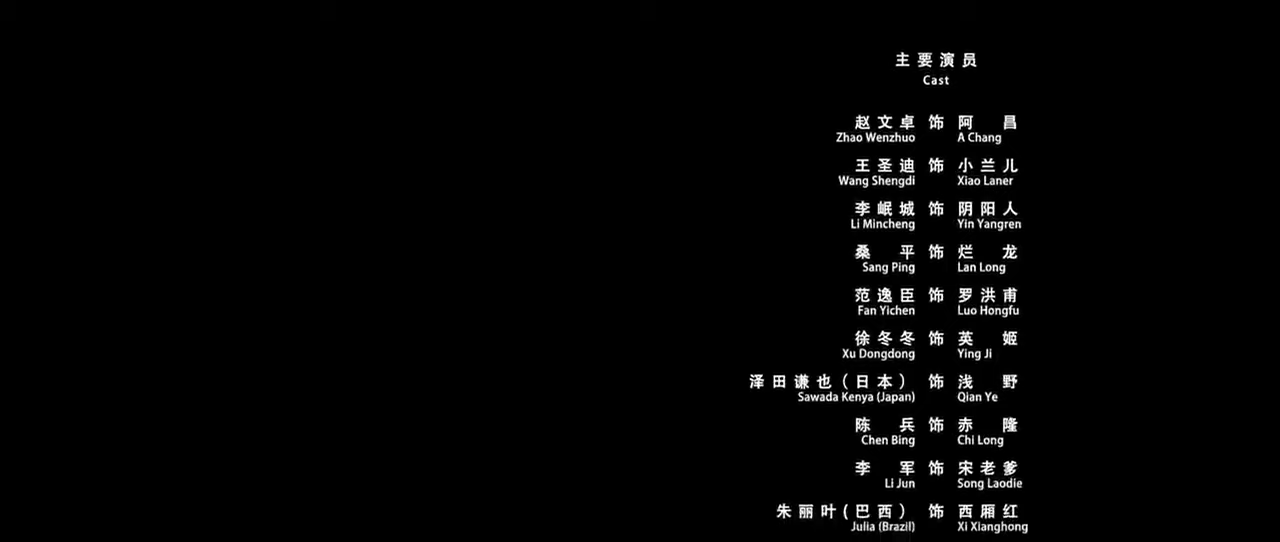 主要演员
Cast
赵文卓 饰 阿昌
Zhao Wenzhuo A Chang
王圣迪 饰 小兰儿
Wang Shengdi Xiao Laner
李岷城 饰 阴阳人
Li Mincheng Yin Yangren
桑平 饰 烂龙
Sang Ping Lan Long
范逸臣 饰 罗洪甫
Fan Yichen Luo Hongfu
徐冬冬 饰 英姬
Xu Dongdong Ying Ji
泽田谦也(日本) 饰 浅野
Sawada Kenya (Japan) Qian Ye
陈兵 饰 赤隆
Chen Bing Chi Long
李军 饰 宋老爹
Li Jun Song Laodie
朱丽叶(巴西) 饰 西厢红
Julia (Brazil) Xi Xianghong